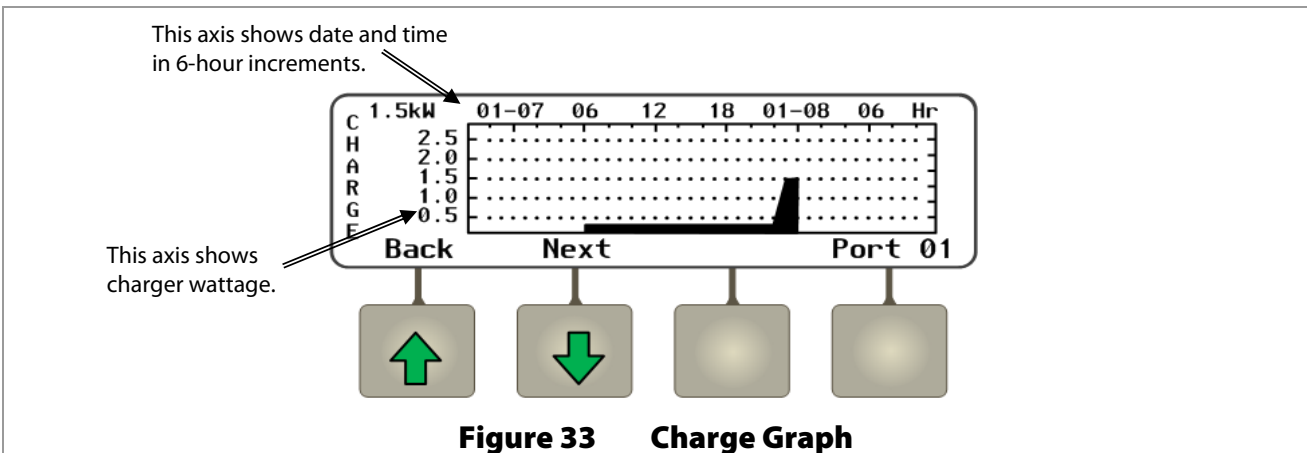 This axis shows date and time
in 6-hour increments.
1.5kW 01-07 06 12 18 01-08 06 Hr
CHARGE
2.5
2.0
1.5
1.0
0.5
This axis shows
charger wattage.
Back Next Port 01
Figure 33 Charge Graph